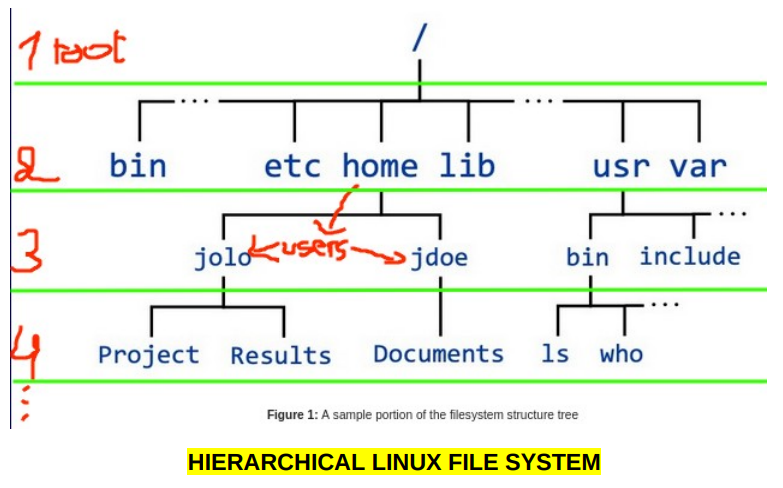 1 root /
...  ...
2 bin etc home lib usr var
...
3 jolo users jdoe bin include
...
4 Project Results Documents ls who
Figure 1: A sample portion of the filesystem structure tree
HIERARCHICAL LINUX FILE SYSTEM